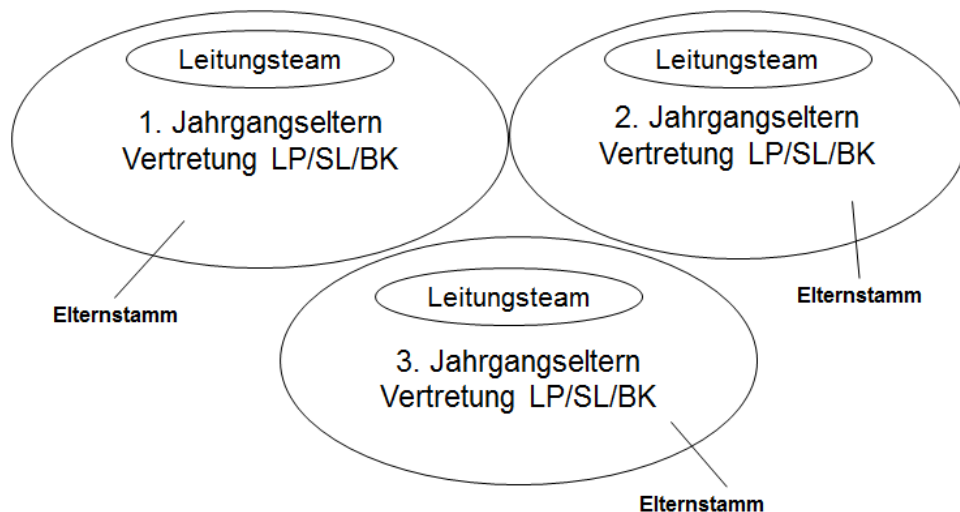 Leitungsteam
1. Jahrgangseltern
Vertretung LP/SL/BK
Elternstamm
Leitungsteam
2. Jahrgangseltern
Vertretung LP/SL/BK
Elternstamm
Leitungsteam
3. Jahrgangseltern
Vertretung LP/SL/BK
Elternstamm